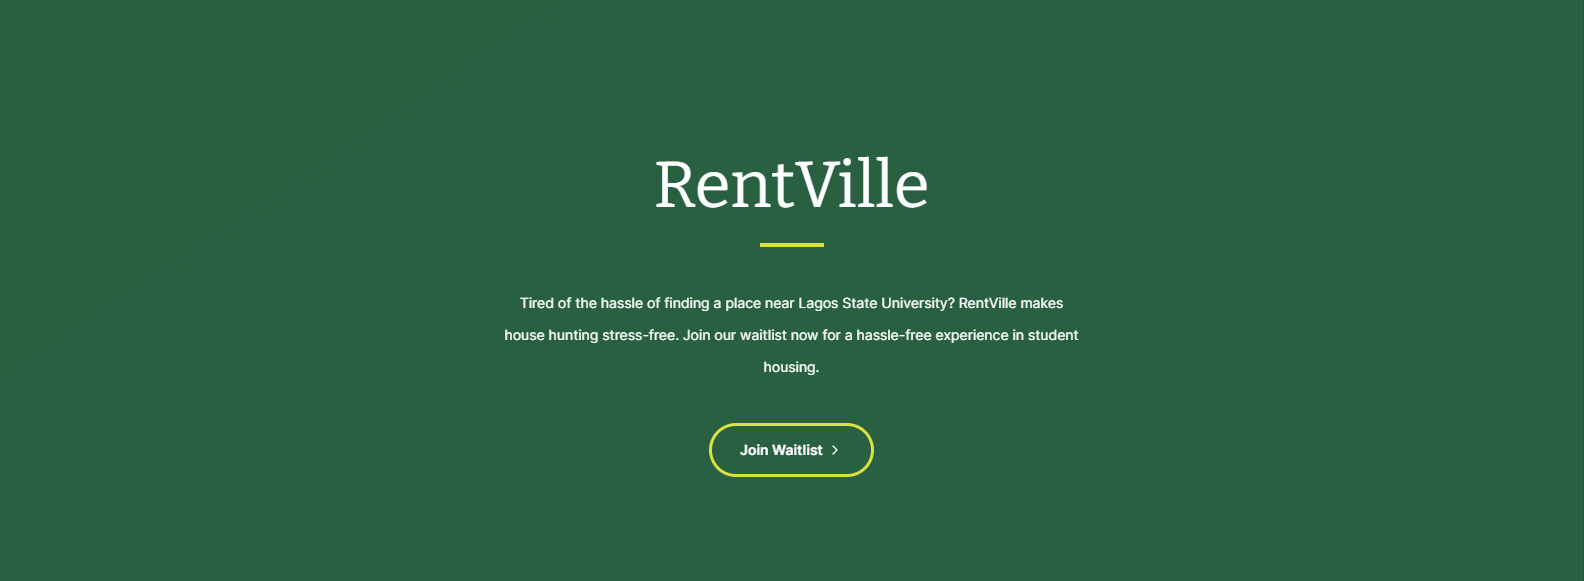 RentVille
Tired of the hassle of finding a place near Lagos State University? RentVille makes
house hunting stress-free. Join our waitlist now for a hassle-free experience in student
housing.
Join Waitlist